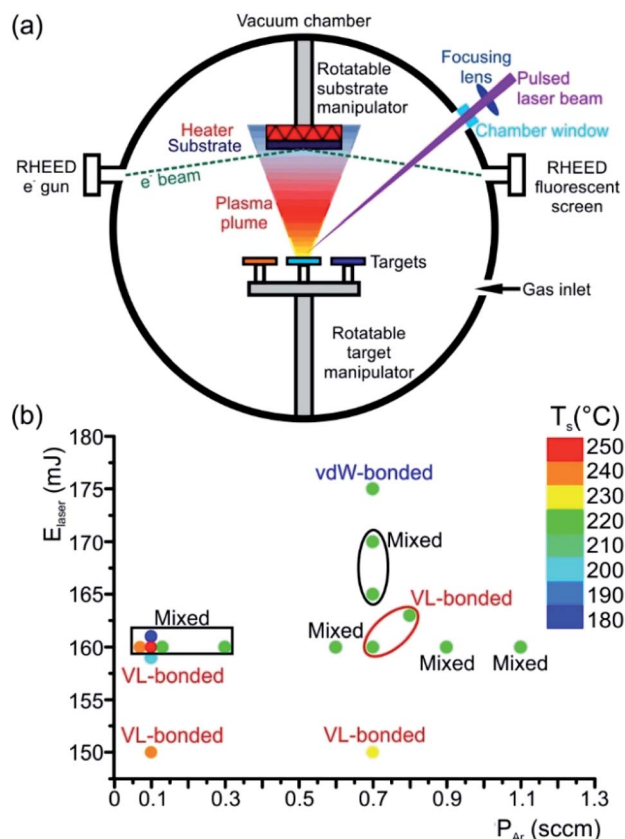 (a)
Vacuum chamber
Rotatable
substrate
manipulator
Focusing
lens
Pulsed
laser beam
Chamber window
Heater
Substrate
RHEED
e⁻ gun
e⁻ beam
RHEED
fluorescent
screen
Plasma
plume
Targets
Gas inlet
Rotatable
target
manipulator
(b)
Tₛ(°C)
180
175
170
165
160
155
150
E_laser (mJ)
vdW-bonded
Mixed
VL-bonded
Mixed
Mixed
Mixed
Mixed
VL-bonded
VL-bonded
VL-bonded
250
240
230
220
210
200
190
180
0 0.1 0.3 0.5 0.7 0.9 1.1 1.3
P_Ar (sccm)